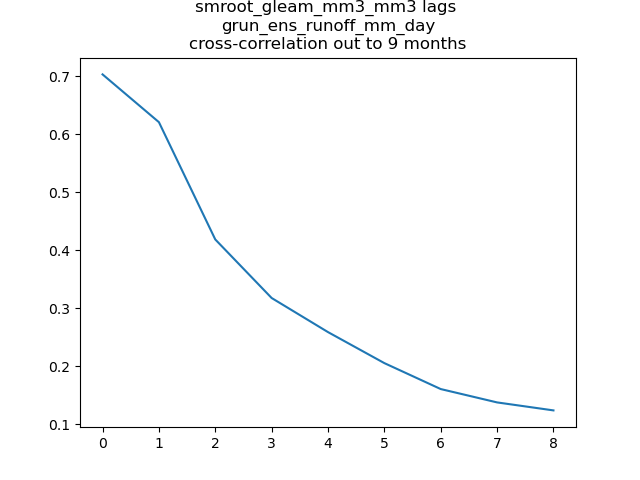 smroot_gleam_mm3_mm3 lags
grun_ens_runoff_mm_day
cross-correlation out to 9 months
0.7
0.6
0.5
0.4
0.3
0.2
0.1
0 1 2 3 4 5 6 7 8